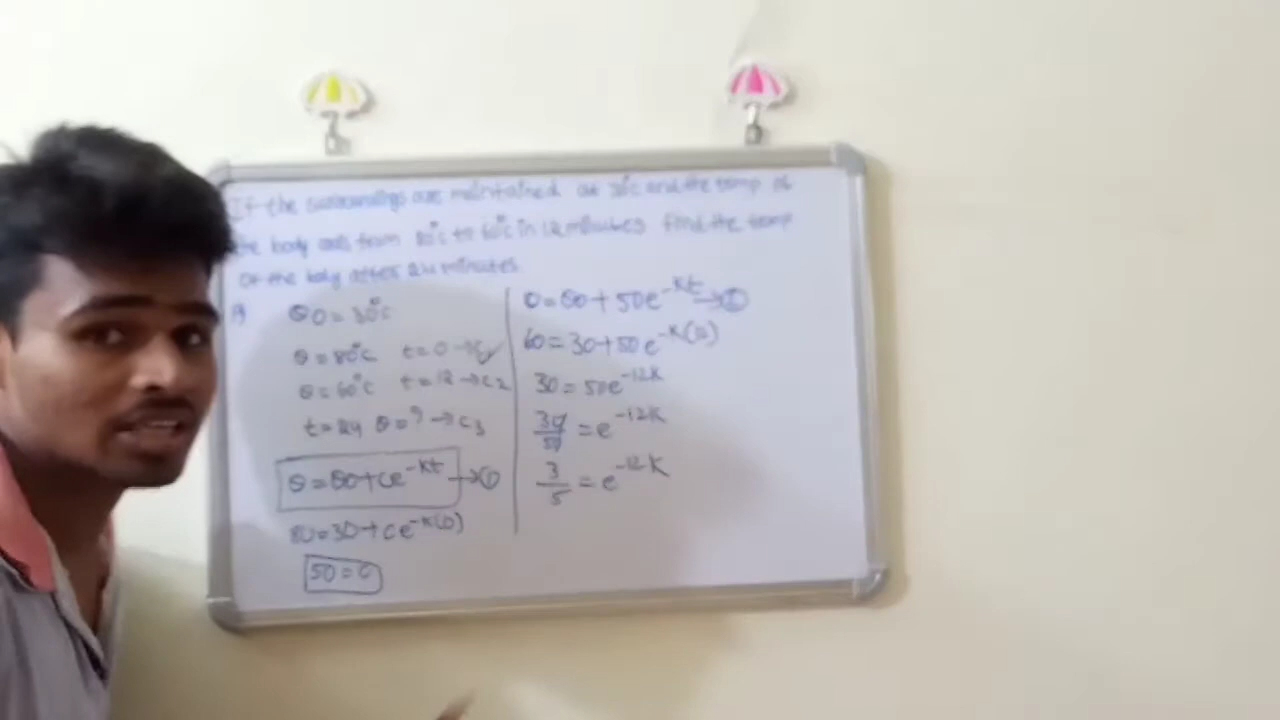 If the surroundings are maintained at 30°c and the temp of
the body cools from 80°c to 60°c in 12 minutes find the temp
of the body after 24 minutes.
A)
θ0 = 30°c
θ = 80°c t = 0 → c1
θ = 60°c t = 12 → c2
t = 24 θ = ? → c3
θ = θ0 + ce^-kt → ①
80 = 30 + ce^-k(0)
50 = c
θ = θ0 + 50e^-kt → ②
60 = 30 + 50e^-k(12)
30 = 50e^-12k
30/50 = e^-12k
3/5 = e^-12k